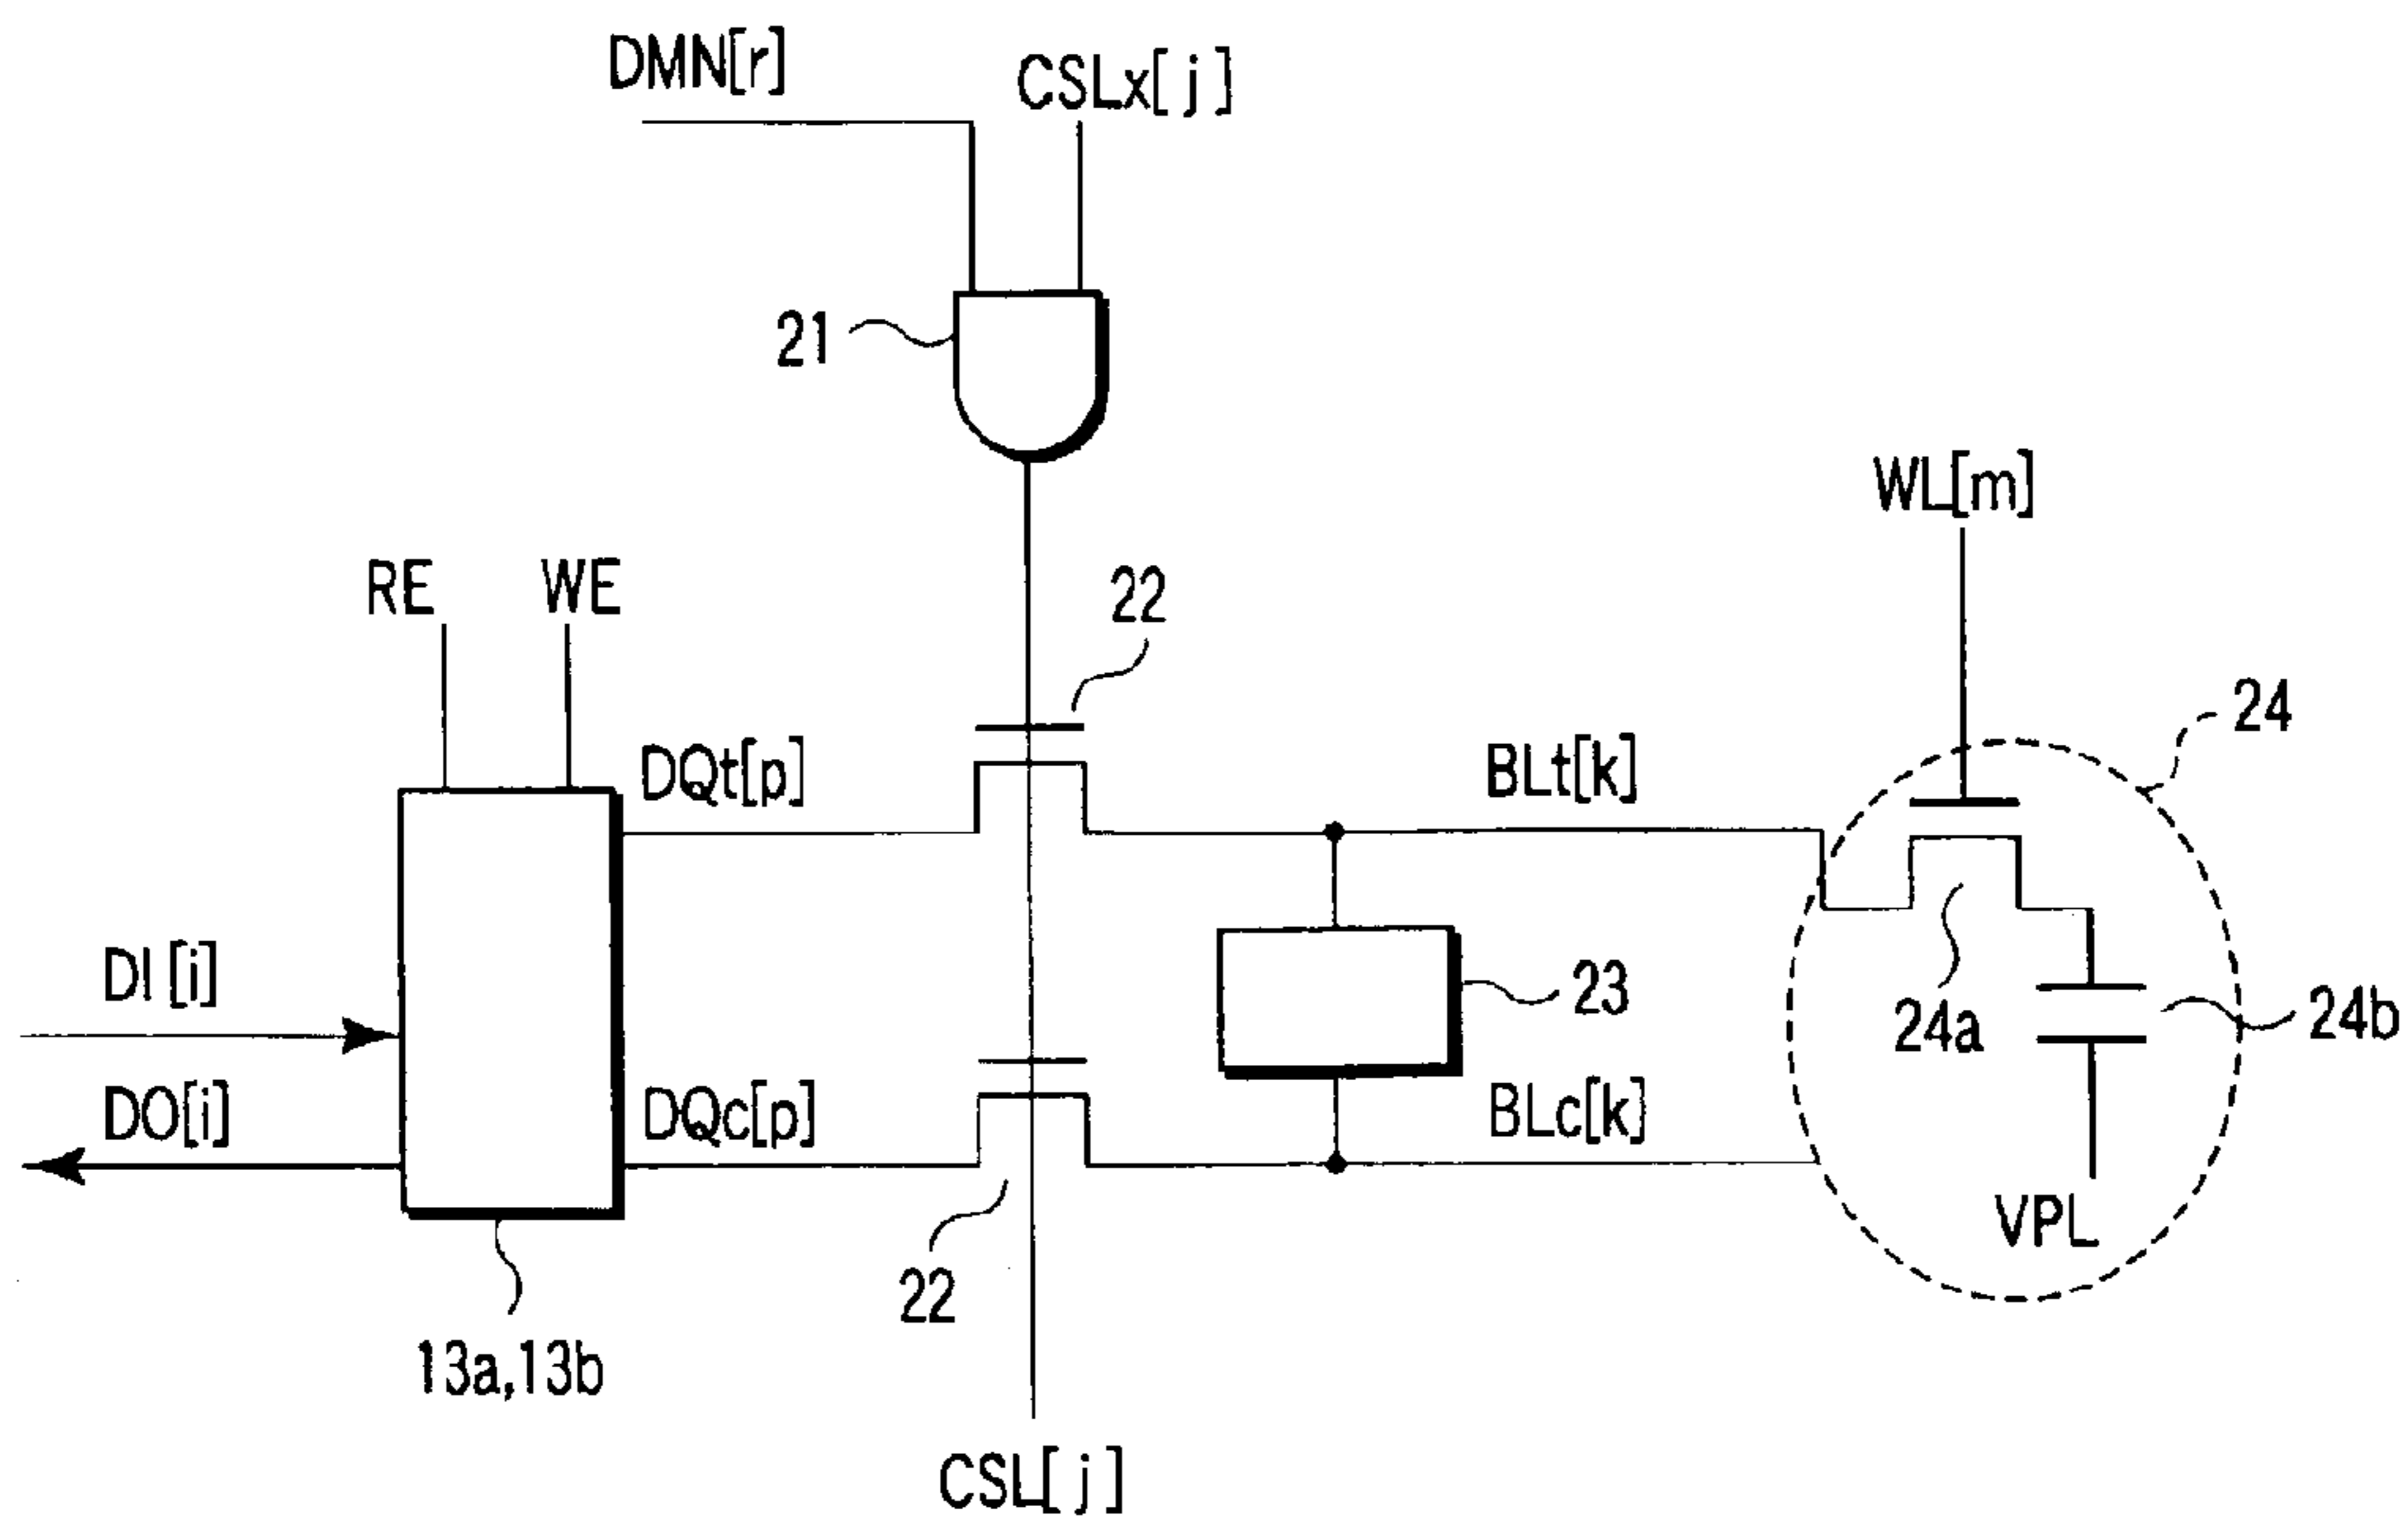 DMN[r]
CSLx[j]
21
WL[m]
RE
WE
22
24
DQt[p]
BLt[k]
DI[i]
23
24a
24b
DO[i]
DQc[p]
BLc[k]
VPL
22
13a,13b
CSL[j]